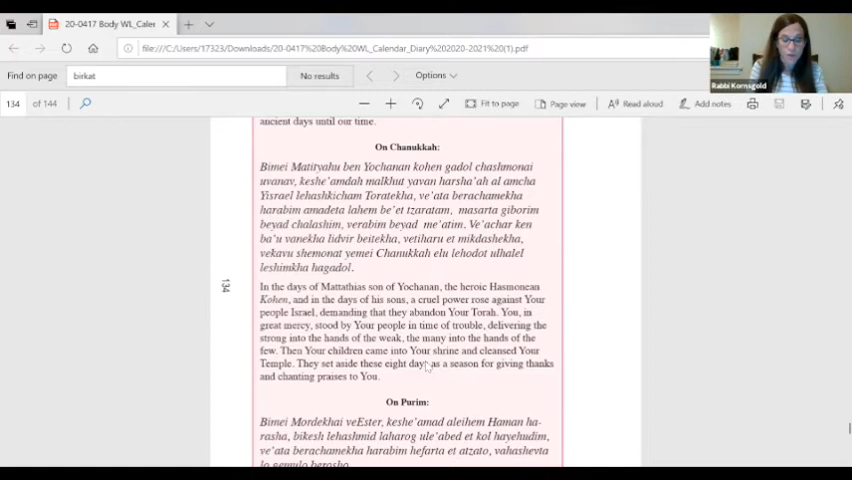 20-0417 Body WL_Calen
file:///C:/Users/17323/Downloads/20-0417%20Body%20WL_Calendar_Diary%202020-2021%20(1).pdf
Find on page
birkat
No results
Options
134
of 144
Fit to page
Page view
Read aloud
Add notes
Rabbi Kornsgold
ancient days until our time.
On Chanukkah:
Bimei Matityahu ben Yochanan kohen gadol chashmonai
uvanav, keshe'amdah malkhut yavan harsha'ah al amcha
Yisrael lehashkicham Toratekha, ve'ata berachamekha
harabim amadeta lahem be'et tzaratam, masarta giborim
beyad chalashim, verabim beyad me'atim. Ve'achar ken
ba'u vanekha lidvir beitekha, vetiharu et mikdashekha,
vekavu shemonat yemei Chanukkah elu lehodot ulhalel
leshimkha hagadol.
134
In the days of Mattathias son of Yochanan, the heroic Hasmonean
Kohen, and in the days of his sons, a cruel power rose against Your
people Israel, demanding that they abandon Your Torah. You, in
great mercy, stood by Your people in time of trouble, delivering the
strong into the hands of the weak, the many into the hands of the
few. Then Your children came into Your shrine and cleansed Your
Temple. They set aside these eight days as a season for giving thanks
and chanting praises to You.
On Purim:
Bimei Mordekhai veEster, keshe'amad aleihem Haman ha-
rasha, bikesh lehashmid laharog ule'abed et kol hayehudim,
ve'ata berachamekha harabim hefarta et atzato, vahashevta
lo gemulo berosho